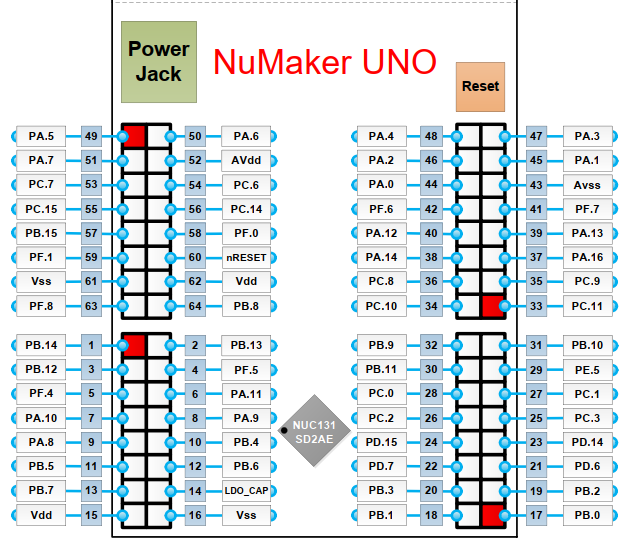 Power
Jack
NuMaker UNO
Reset
PA.5 49 50 PA.6 PA.4 48 47 PA.3
PA.7 51 52 AVdd PA.2 46 45 PA.1
PC.7 53 54 PC.6 PA.0 44 43 Avss
PC.15 55 56 PC.14 PF.6 42 41 PF.7
PB.15 57 58 PF.0 PA.12 40 39 PA.13
PF.1 59 60 nRESET PA.14 38 37 PA.16
Vss 61 62 Vdd PC.8 36 35 PC.9
PF.8 63 64 PB.8 PC.10 34 33 PC.11
PB.14 1 2 PB.13 PB.9 32 31 PB.10
PB.12 3 4 PF.5 PB.11 30 29 PE.5
PF.4 5 6 PA.11 PC.0 28 27 PC.1
PA.10 7 8 PA.9 PC.2 26 25 PC.3
PA.8 9 10 PB.4 PD.15 24 23 PD.14
PB.5 11 12 PB.6 PD.7 22 21 PD.6
PB.7 13 14 LDO_CAP PB.3 20 19 PB.2
Vdd 15 16 Vss PB.1 18 17 PB.0
NUC131
SD2AE